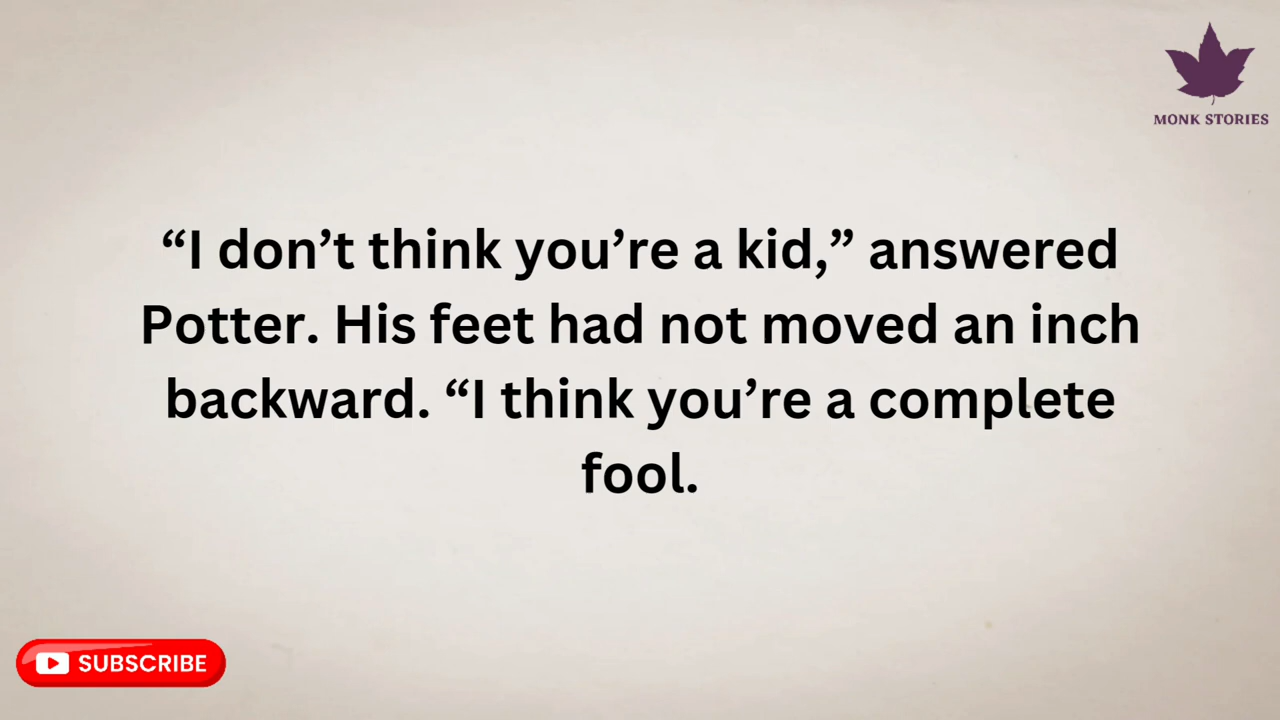 MONK STORIES
“I don’t think you’re a kid,” answered
Potter. His feet had not moved an inch
backward. “I think you’re a complete
fool.
SUBSCRIBE